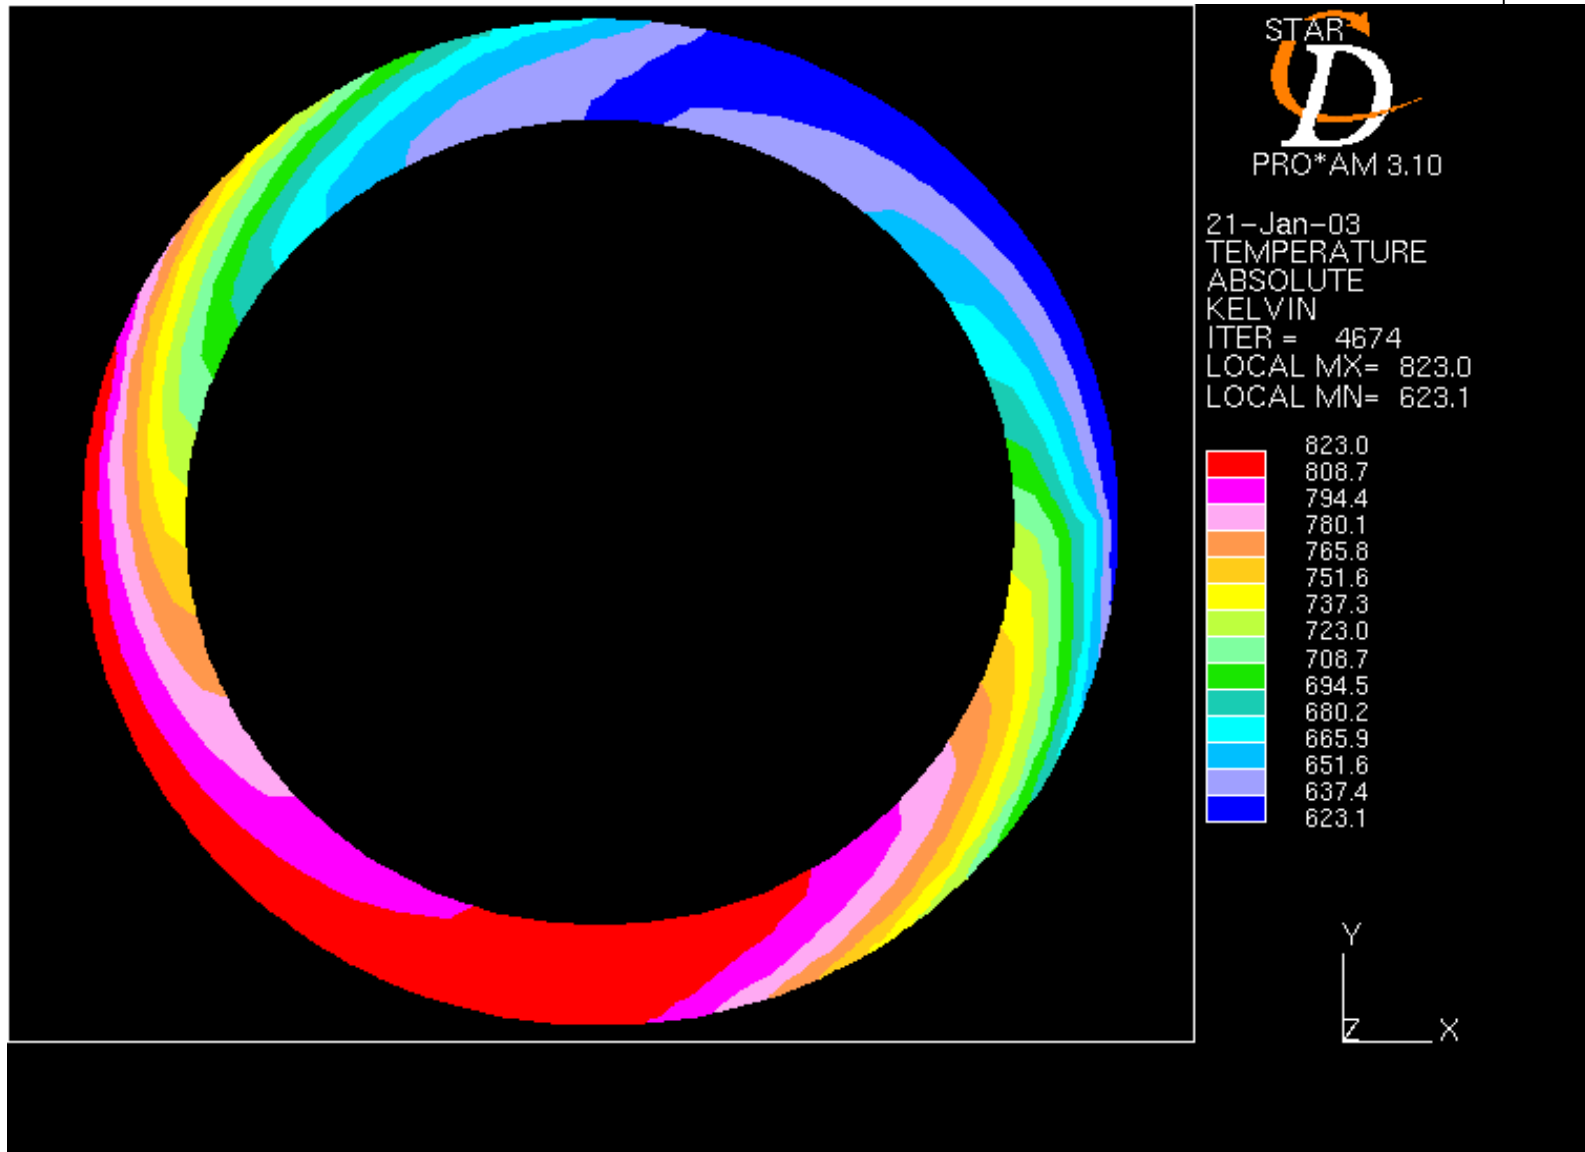 STAR
CD
PRO*AM 3.10
21-Jan-03
TEMPERATURE
ABSOLUTE
KELVIN
ITER = 4674
LOCAL MX= 823.0
LOCAL MN= 623.1
823.0
808.7
794.4
780.1
765.8
751.6
737.3
723.0
708.7
694.5
680.2
665.9
651.6
637.4
623.1
Y
Z X